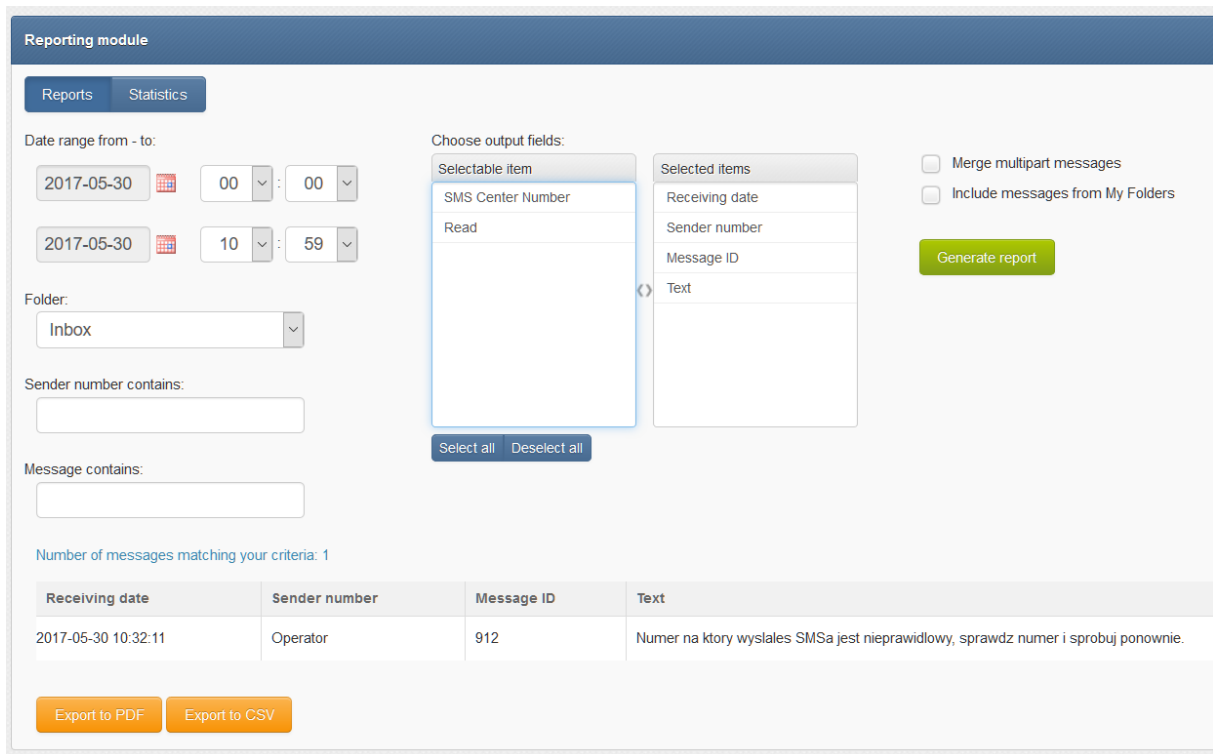 Reporting module
Reports Statistics
Date range from - to:
2017-05-30 00 : 00
2017-05-30 10 : 59
Folder:
Inbox
Sender number contains:
Message contains:
Choose output fields:
Selectable item
SMS Center Number
Read
Selected items
Receiving date
Sender number
Message ID
Text
Select all Deselect all
Merge multipart messages
Include messages from My Folders
Generate report
Number of messages matching your criteria: 1
Receiving date Sender number Message ID Text
2017-05-30 10:32:11 Operator 912 Numer na ktory wyslales SMSa jest nieprawidlowy, sprawdz numer i sprobuj ponownie.
Export to PDF Export to CSV